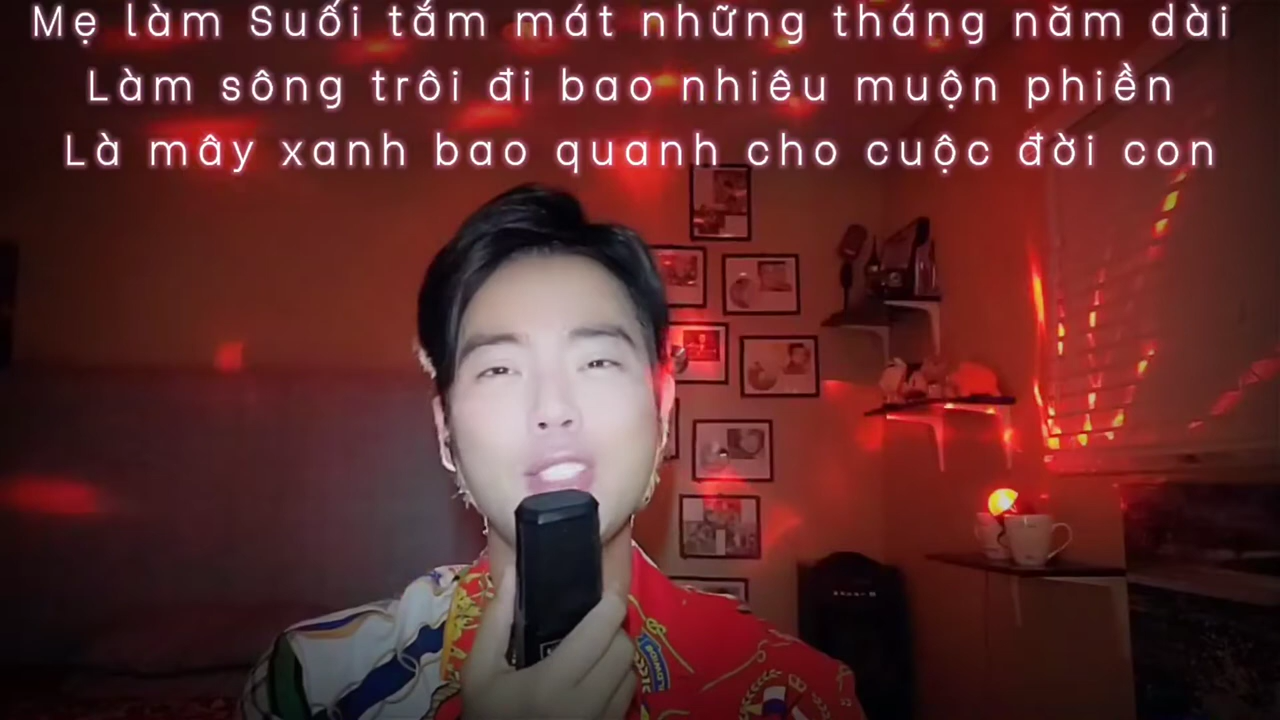 Mẹ làm Suối tắm mát những tháng năm dài
Làm sông trôi đi bao nhiêu muộn phiền
Là mây xanh bao quanh cho cuộc đời con